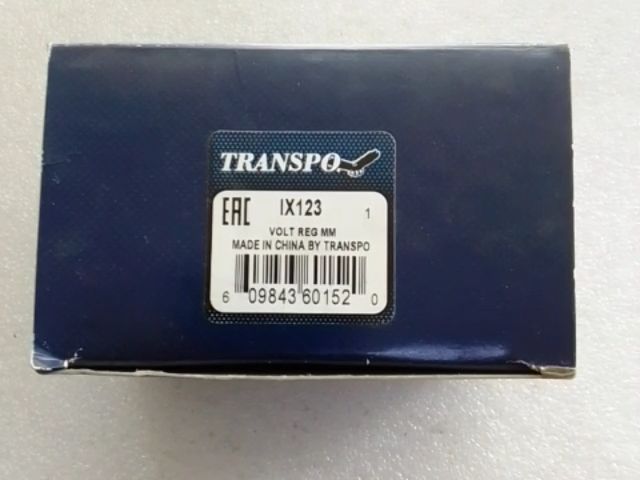 TRANSPO
EAC IX123 1
VOLT REG MM
MADE IN CHINA BY TRANSPO
6 09843 60152 0